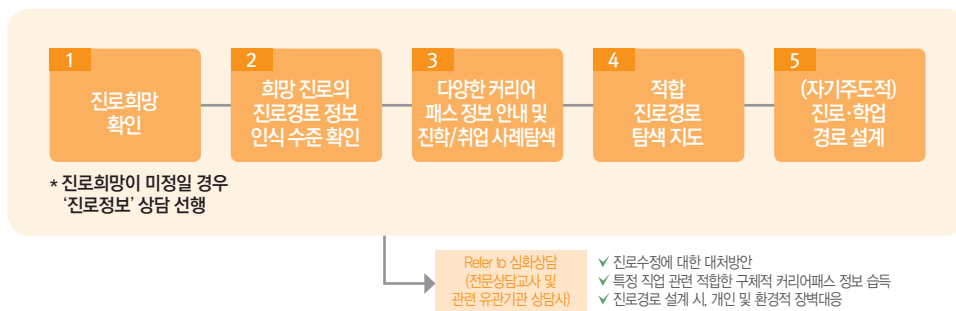 1
진로희망
확인
2
희망 진로의
진로경로 정보
인식 수준 확인
3
다양한 커리어
패스 정보 안내 및
진학/취업 사례탐색
4
적합
진로경로
탐색 지도
5
(자기주도적)
진로·학업
경로 설계
* 진로희망이 미정일 경우
‘진로정보’ 상담 선행
Refer to 심화상담
(전문상담교사 및
관련 유관기관 상담사)
✓ 진로수정에 대한 대처방안
✓ 특정 직업 관련 적합한 구체적 커리어패스 정보 습득
✓ 진로경로 설계 시, 개인 및 환경적 장벽대응